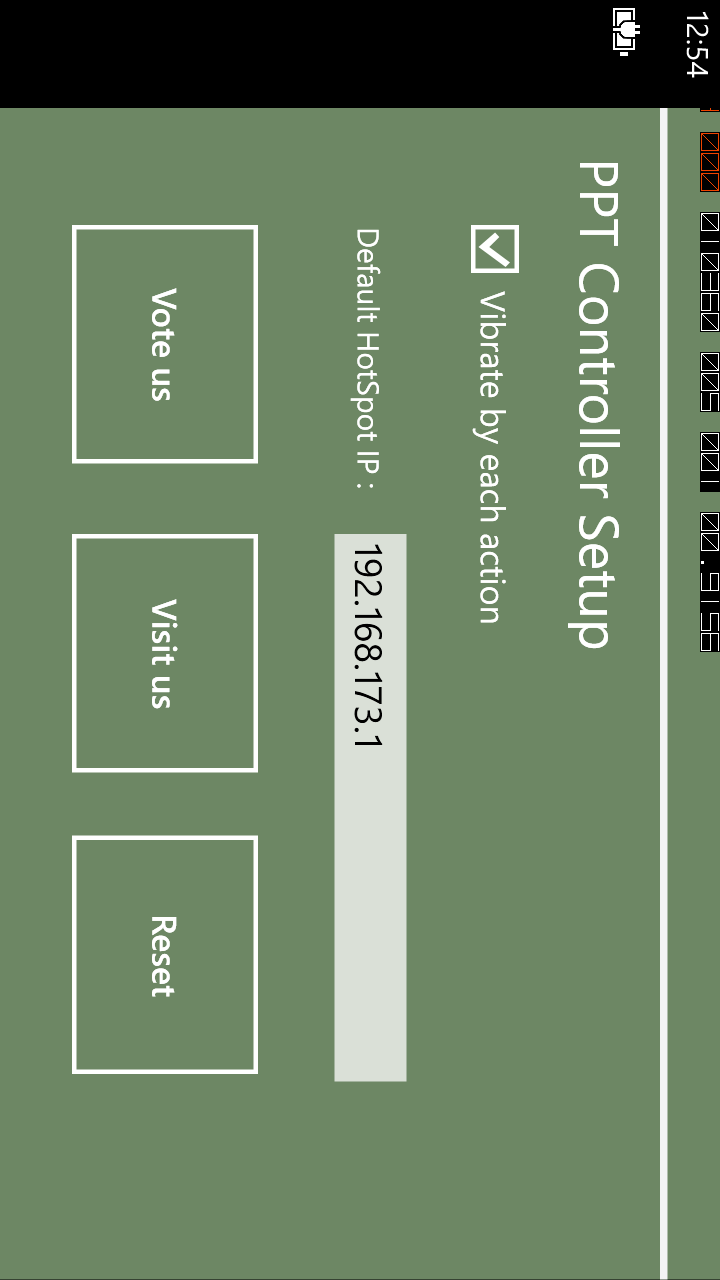 12:54
PPT Controller Setup
Vibrate by each action
Default HotSpot IP :
192.168.173.1
Vote us
Visit us
Reset